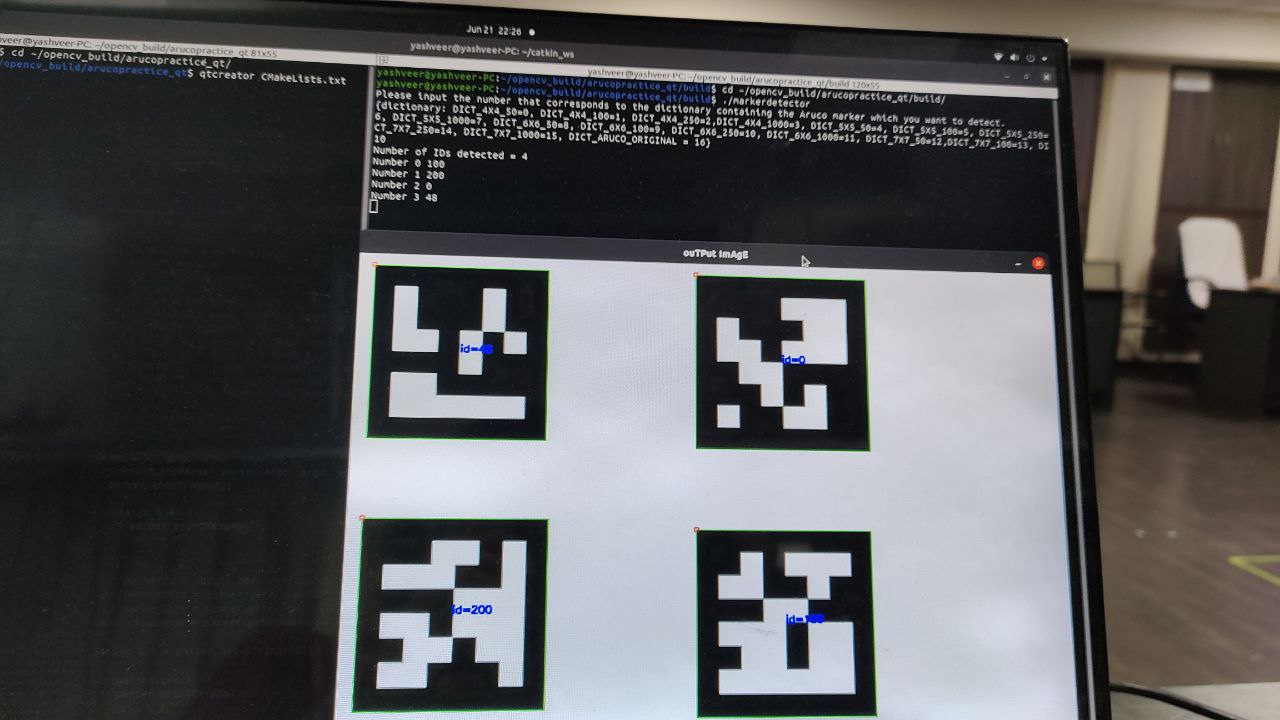 Jun 21 22:26
yashveer@yashveer-PC: ~/catkin_ws
yashveer@yashveer-PC: ~/opencv_build/arucopractice_qt 81x55
$ cd ~/opencv_build/arucopractice_qt/
/opencv_build/arucopractice_qt$ qtcreator CMakeLists.txt
yashveer@yashveer-PC: ~/opencv_build/arucopractice_qt/build 120x55
yashveer@yashveer-PC:~/opencv_build/arucopractice_qt/build$ cd ~/opencv_build/arucopractice_qt/build/
yashveer@yashveer-PC:~/opencv_build/arucopractice_qt/build$ ./markerdetector
Please input the number that corresponds to the dictionary containing the Aruco marker which you want to detect.
{dictionary: DICT_4X4_50=0, DICT_4X4_100=1, DICT_4X4_250=2,DICT_4X4_1000=3, DICT_5X5_50=4, DICT_5X5_100=5, DICT_5X5_250=
6, DICT_5X5_1000=7, DICT_6X6_50=8, DICT_6X6_100=9, DICT_6X6_250=10, DICT_6X6_1000=11, DICT_7X7_50=12,DICT_7X7_100=13, DI
CT_7X7_250=14, DICT_7X7_1000=15, DICT_ARUCO_ORIGINAL = 16}
10
Number of IDs detected = 4
Number 0 100
Number 1 200
Number 2 0
Number 3 48
ouTPut ImAgE
id=48
id=0
id=200
id=100